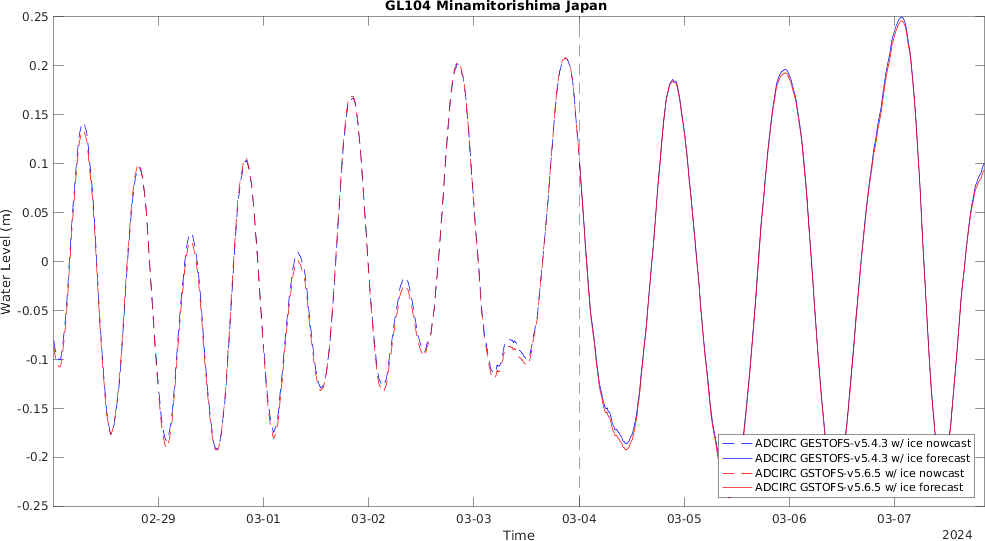 GL104 Minamitorishima Japan
0.25
0.2
0.15
0.1
0.05
0
-0.05
-0.1
-0.15
-0.2
-0.25
Water Level (m)
02-29 03-01 03-02 03-03 03-04 03-05 03-06 03-07
Time
2024
ADCIRC GESTOFS-v5.4.3 w/ ice nowcast
ADCIRC GESTOFS-v5.4.3 w/ ice forecast
ADCIRC GSTOFS-v5.6.5 w/ ice nowcast
ADCIRC GSTOFS-v5.6.5 w/ ice forecast